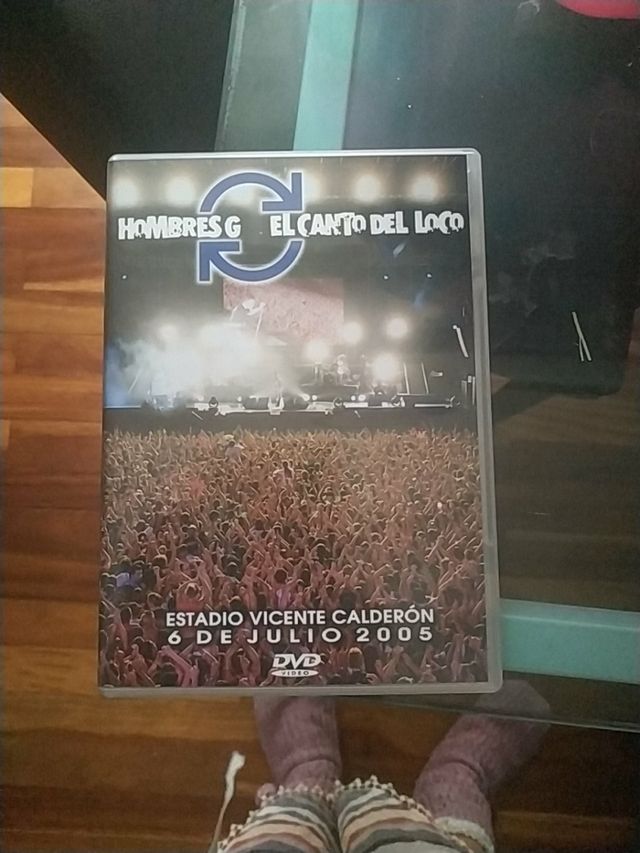 HOMBRES G EL CANTO DEL LOCO
ESTADIO VICENTE CALDERÓN
6 DE JULIO 2005
DVD
VIDEO